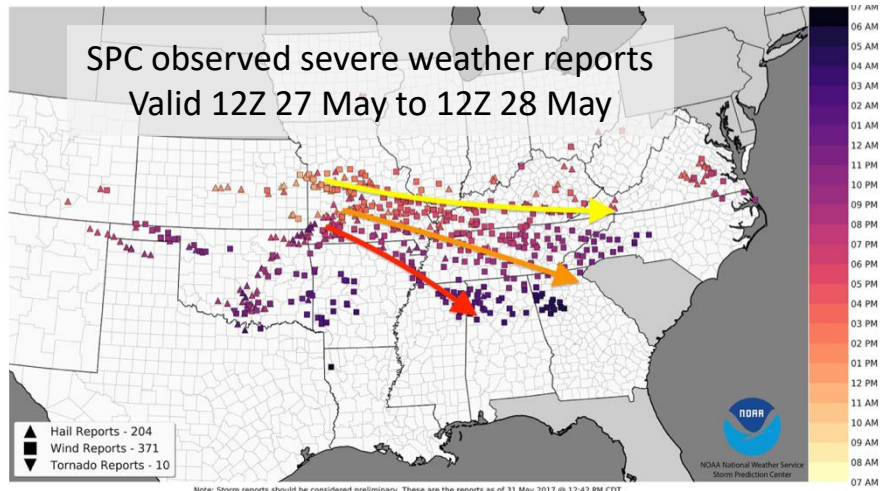 SPC observed severe weather reports
Valid 12Z 27 May to 12Z 28 May
07 AM
06 AM
05 AM
04 AM
03 AM
02 AM
01 AM
12 AM
11 PM
10 PM
09 PM
08 PM
07 PM
06 PM
05 PM
04 PM
03 PM
02 PM
01 PM
12 PM
11 AM
10 AM
09 AM
08 AM
07 AM
Hail Reports - 204
Wind Reports - 371
Tornado Reports - 10
NOAA
NOAA National Weather Service
Storm Prediction Center
Note: Storm reports should be considered preliminary. These are the reports as of 31 May 2017 @ 12:42 PM CDT